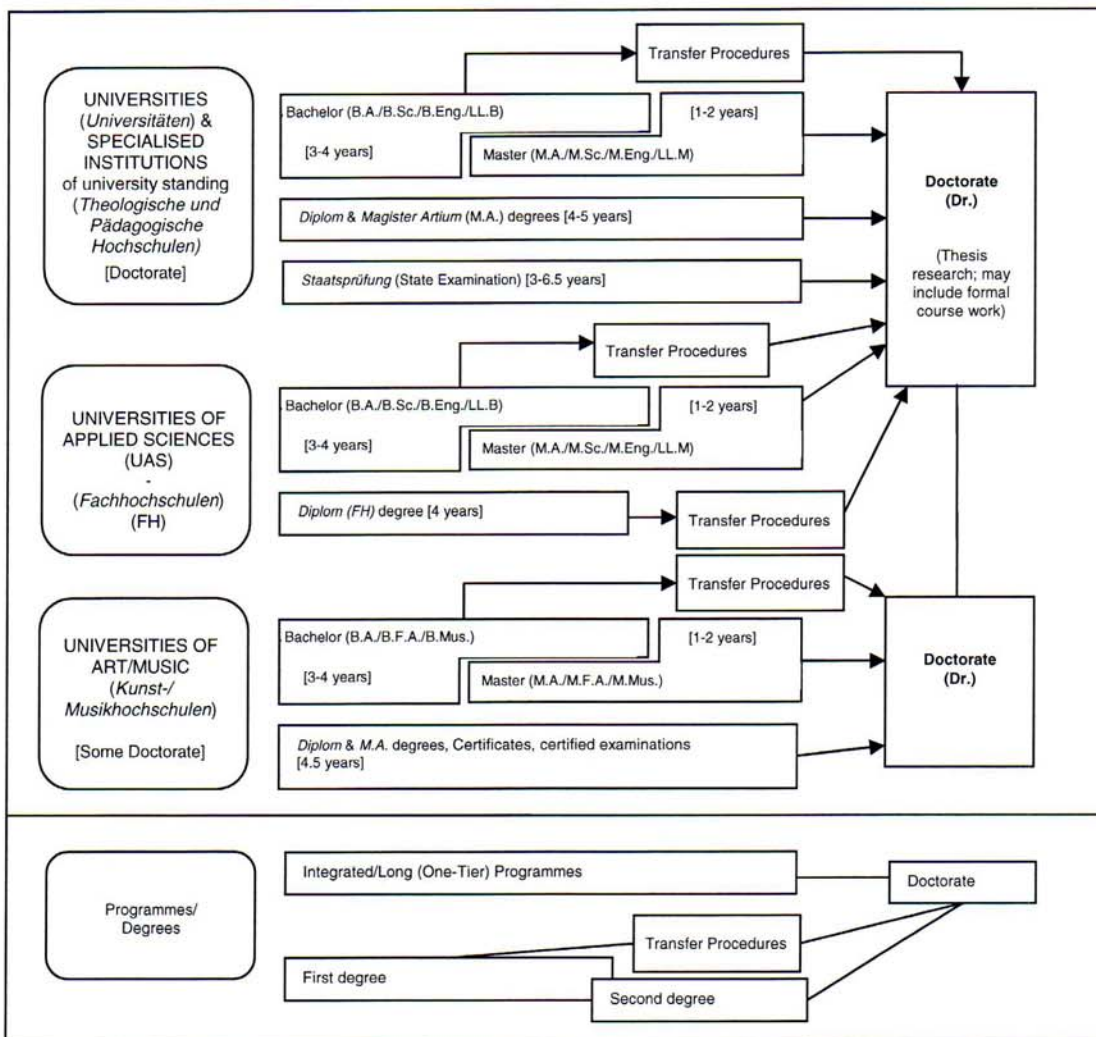 Transfer Procedures
UNIVERSITIES
(Universitäten) &
SPECIALISED
INSTITUTIONS
of university standing
(Theologische und
Pädagogische
Hochschulen)
[Doctorate]
Bachelor (B.A./B.Sc./B.Eng./LL.B)
[3-4 years]
[1-2 years]
Master (M.A./M.Sc./M.Eng./LL.M)
Diplom & Magister Artium (M.A.) degrees [4-5 years]
Staatsprüfung (State Examination) [3-6.5 years]
Doctorate
(Dr.)
(Thesis
research; may
include formal
course work)
Transfer Procedures
UNIVERSITIES OF
APPLIED SCIENCES
(UAS)
-
(Fachhochschulen)
(FH)
Bachelor (B.A./B.Sc./B.Eng./LL.B)
[3-4 years]
[1-2 years]
Master (M.A./M.Sc./M.Eng./LL.M)
Diplom (FH) degree [4 years]
Transfer Procedures
Transfer Procedures
UNIVERSITIES OF
ART/MUSIC
(Kunst-/
Musikhochschulen)
[Some Doctorate]
Bachelor (B.A./B.F.A./B.Mus.)
[3-4 years]
[1-2 years]
Master (M.A./M.F.A./M.Mus.)
Diplom & M.A. degrees, Certificates, certified examinations
[4.5 years]
Doctorate
(Dr.)
Programmes/
Degrees
Integrated/Long (One-Tier) Programmes
Doctorate
Transfer Procedures
First degree
Second degree